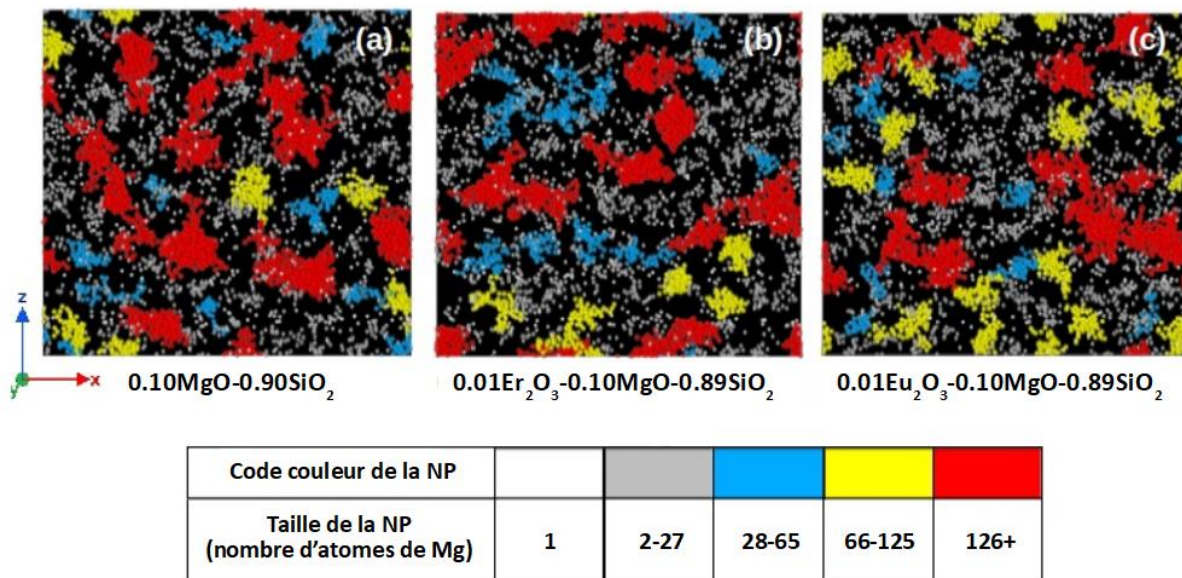 (a) (b) (c)
z
y x
0.10MgO-0.90SiO₂ 0.01Er₂O₃-0.10MgO-0.89SiO₂ 0.01Eu₂O₃-0.10MgO-0.89SiO₂
Code couleur de la NP
Taille de la NP 1 2-27 28-65 66-125 126+
(nombre d'atomes de Mg)